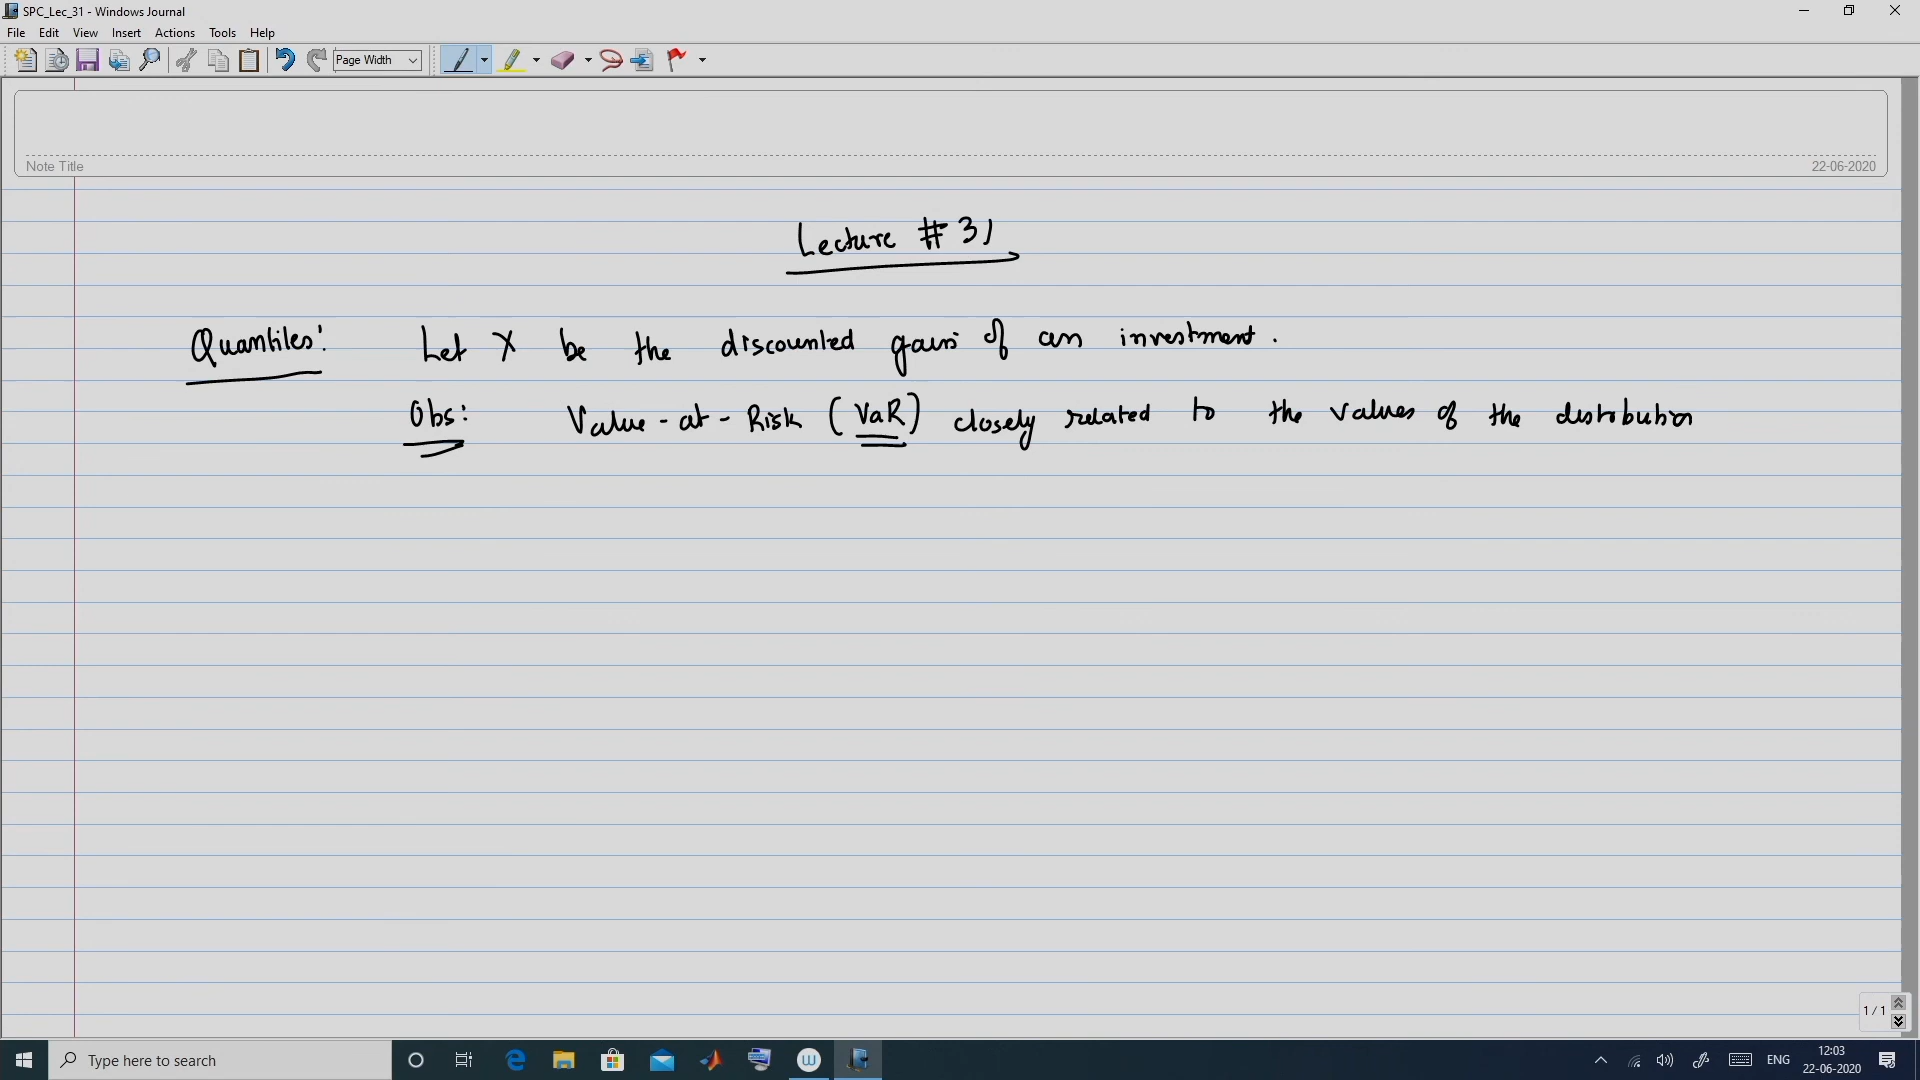 SPC_Lec_31 - Windows Journal
File Edit View Insert Actions Tools Help
Page Width
Note Title
22-06-2020
Lecture # 31
Quantiles: Let X be the discounted gain of an investment.
Obs: Value-at-Risk (VaR) closely related to the values of the distribution
1 / 1
Type here to search
ENG
12:03
22-06-2020